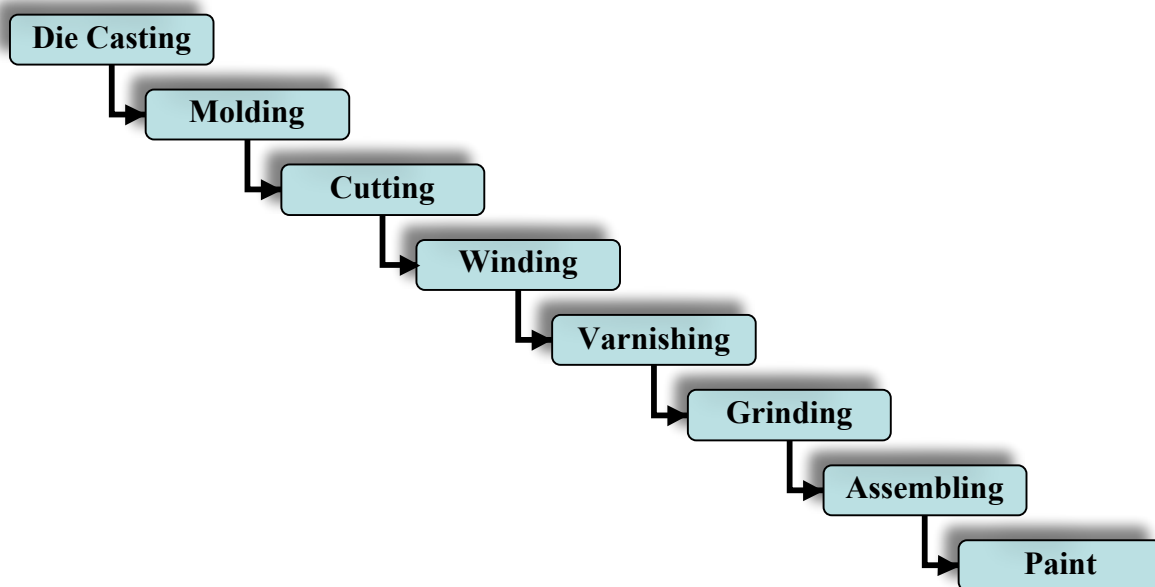 Die Casting
Molding
Cutting
Winding
Varnishing
Grinding
Assembling
Paint